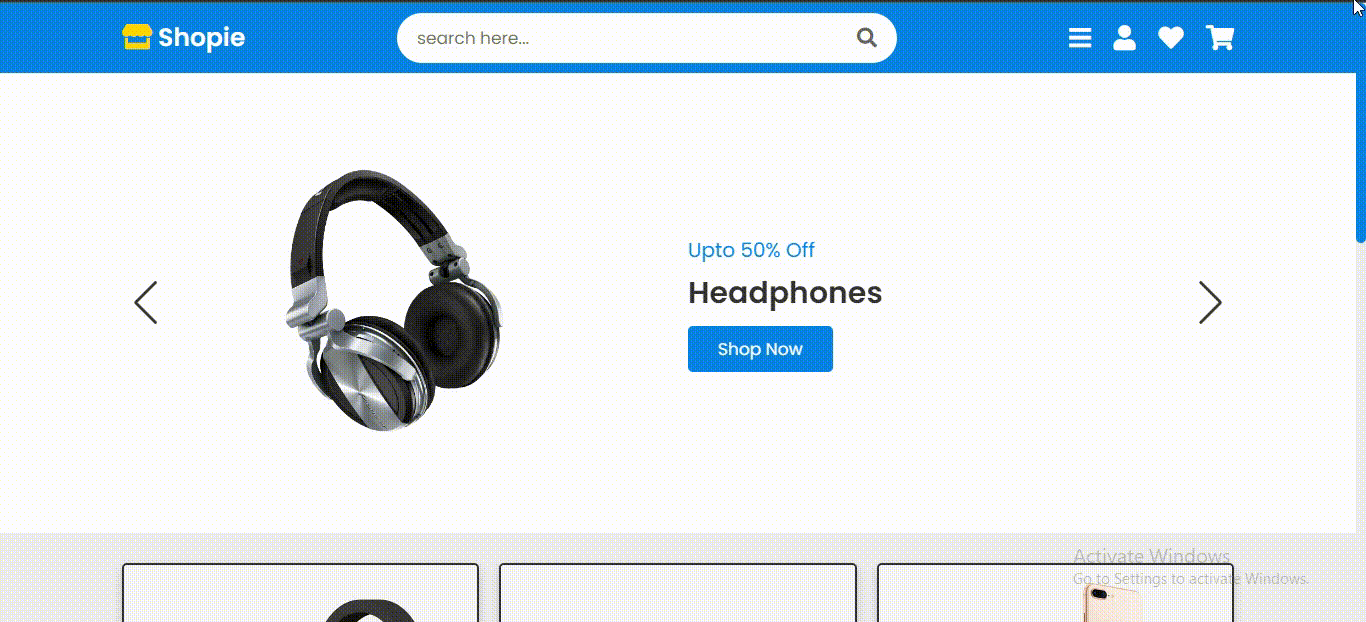 Shopie
search here...
Upto 50% Off
Headphones
Shop Now
Activate Windows
Go to Settings to activate Windows.